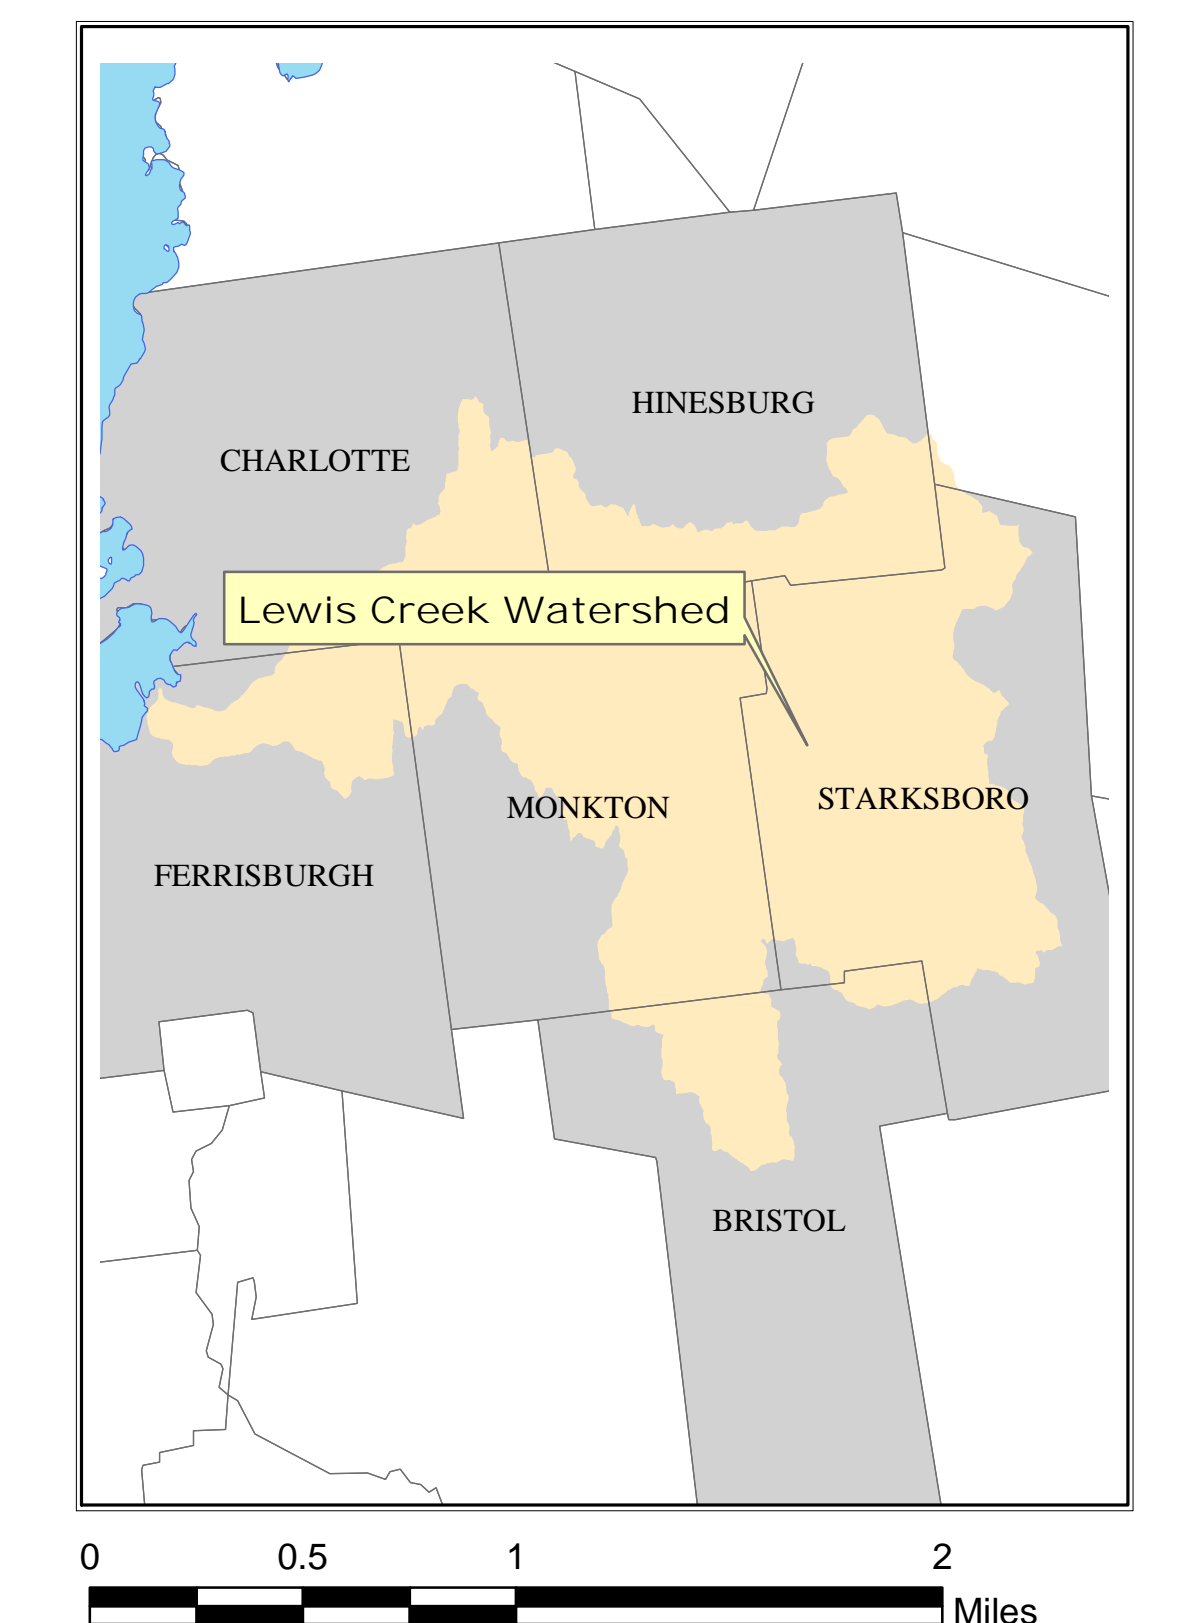 HINESBURG
CHARLOTTE
Lewis Creek Watershed
STARKSBORO
MONKTON
FERRISBURGH
BRISTOL
0 0.5 1 2
Miles